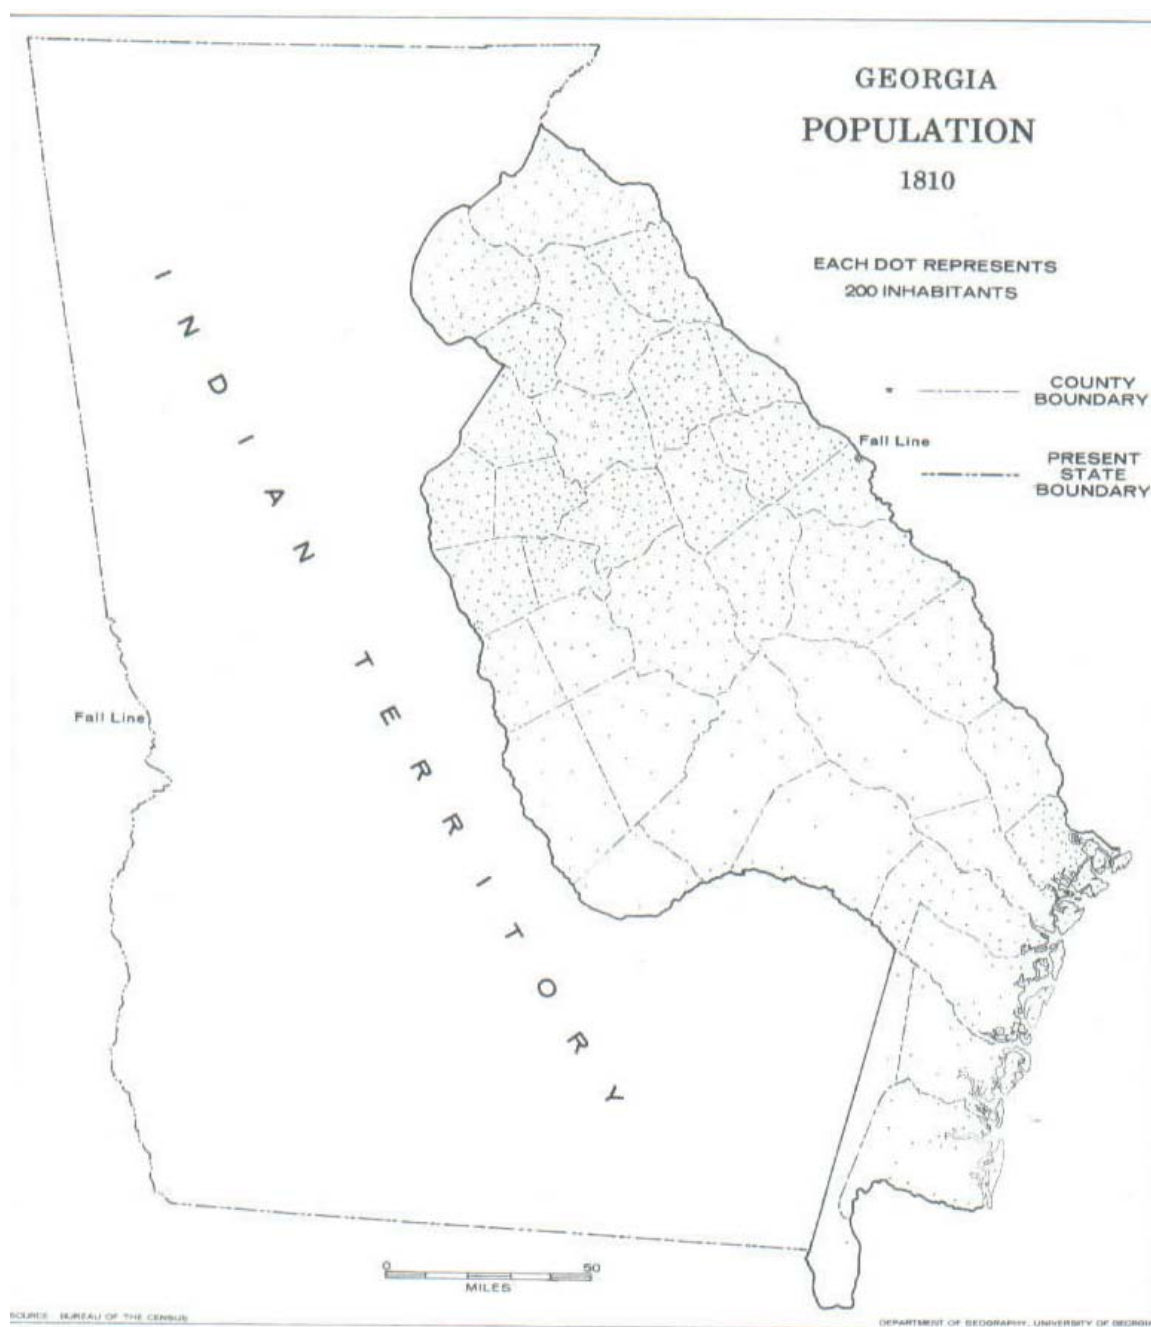 GEORGIA
POPULATION
1810
EACH DOT REPRESENTS
200 INHABITANTS
COUNTY
BOUNDARY
Fall Line
PRESENT
STATE
BOUNDARY
INDIAN TERRITORY
Fall Line
0 50
MILES
SOURCE: BUREAU OF THE CENSUS
DEPARTMENT OF GEOGRAPHY, UNIVERSITY OF GEORGIA